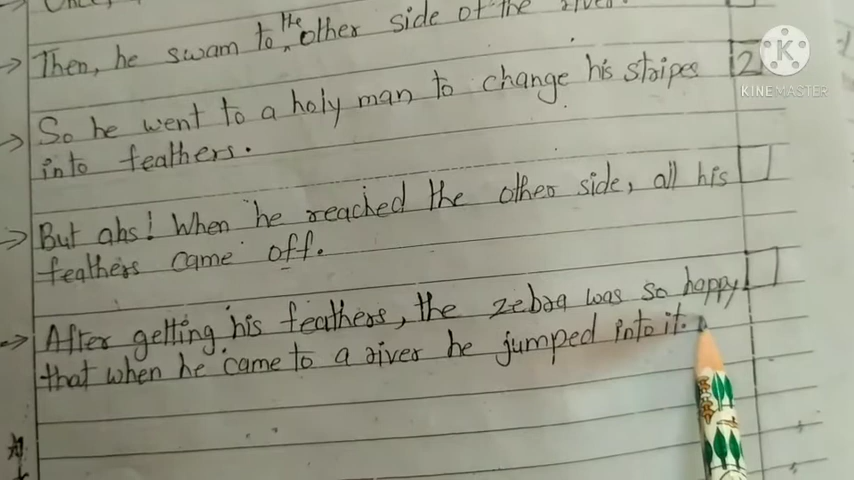 → Then, he swam to the other side of the river.
2
→ So he went to a holy man to change his stripes
into feathers.
→ But ahs! When he reached the other side, all his
feathers came off.
→ After getting his feathers, the zebra was so happy
that when he came to a river he jumped into it.
KINEMASTER